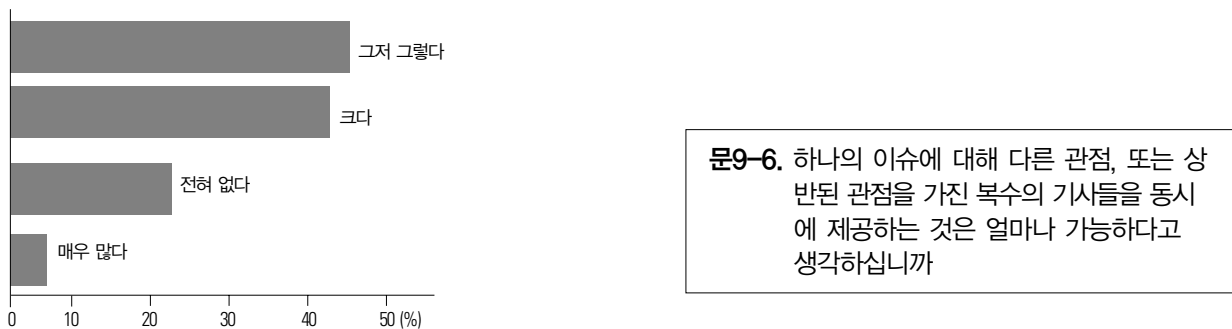 그저 그렇다
크다
전혀 없다
매우 많다
0 10 20 30 40 50 (%)
문9-6. 하나의 이슈에 대해 다른 관점, 또는 상
반된 관점을 가진 복수의 기사들을 동시
에 제공하는 것은 얼마나 가능하다고
생각하십니까